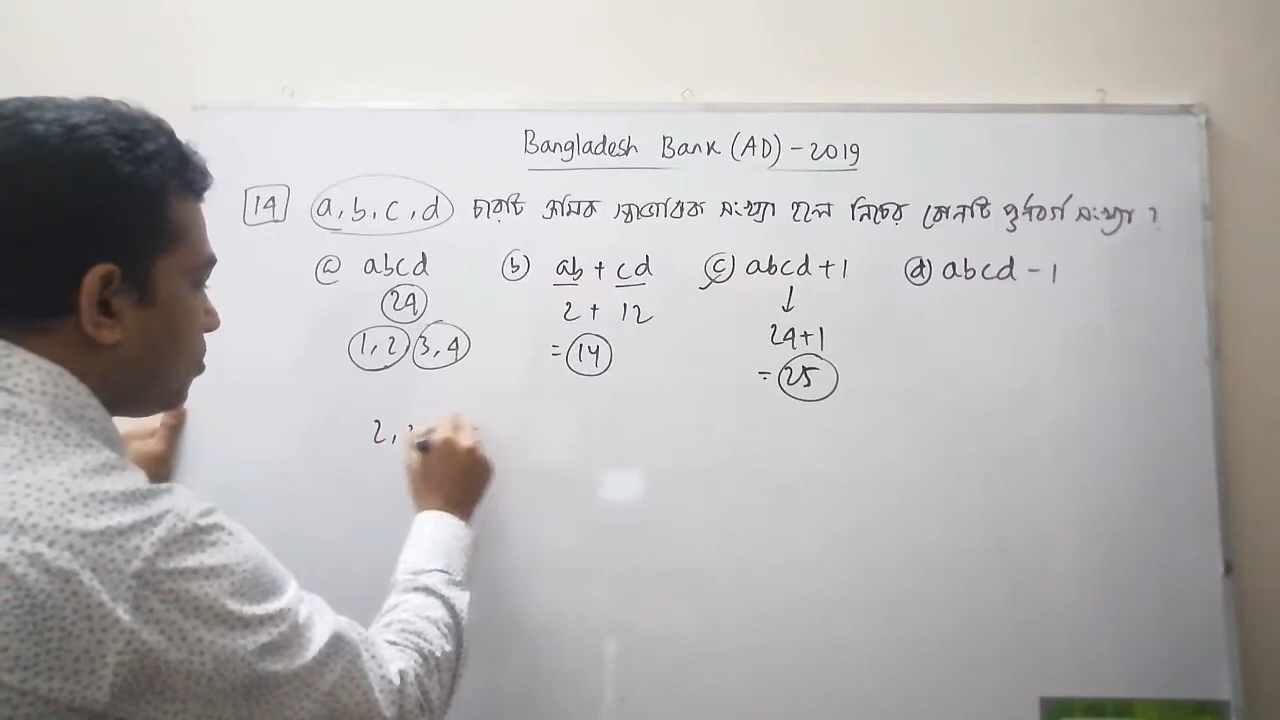 Bangladesh Bank (AD) - 2019
14 a, b, c, d চারটি ক্রমিক স্বাভাবিক সংখ্যা হলে নিচের কোনটি পূর্ণবর্গ সংখ্যা ?
(a) abcd (b) ab + cd (c) abcd + 1 (d) abcd - 1
24 2 + 12 ↓
1, 2 3, 4 = 14 24+1
= 25
2,